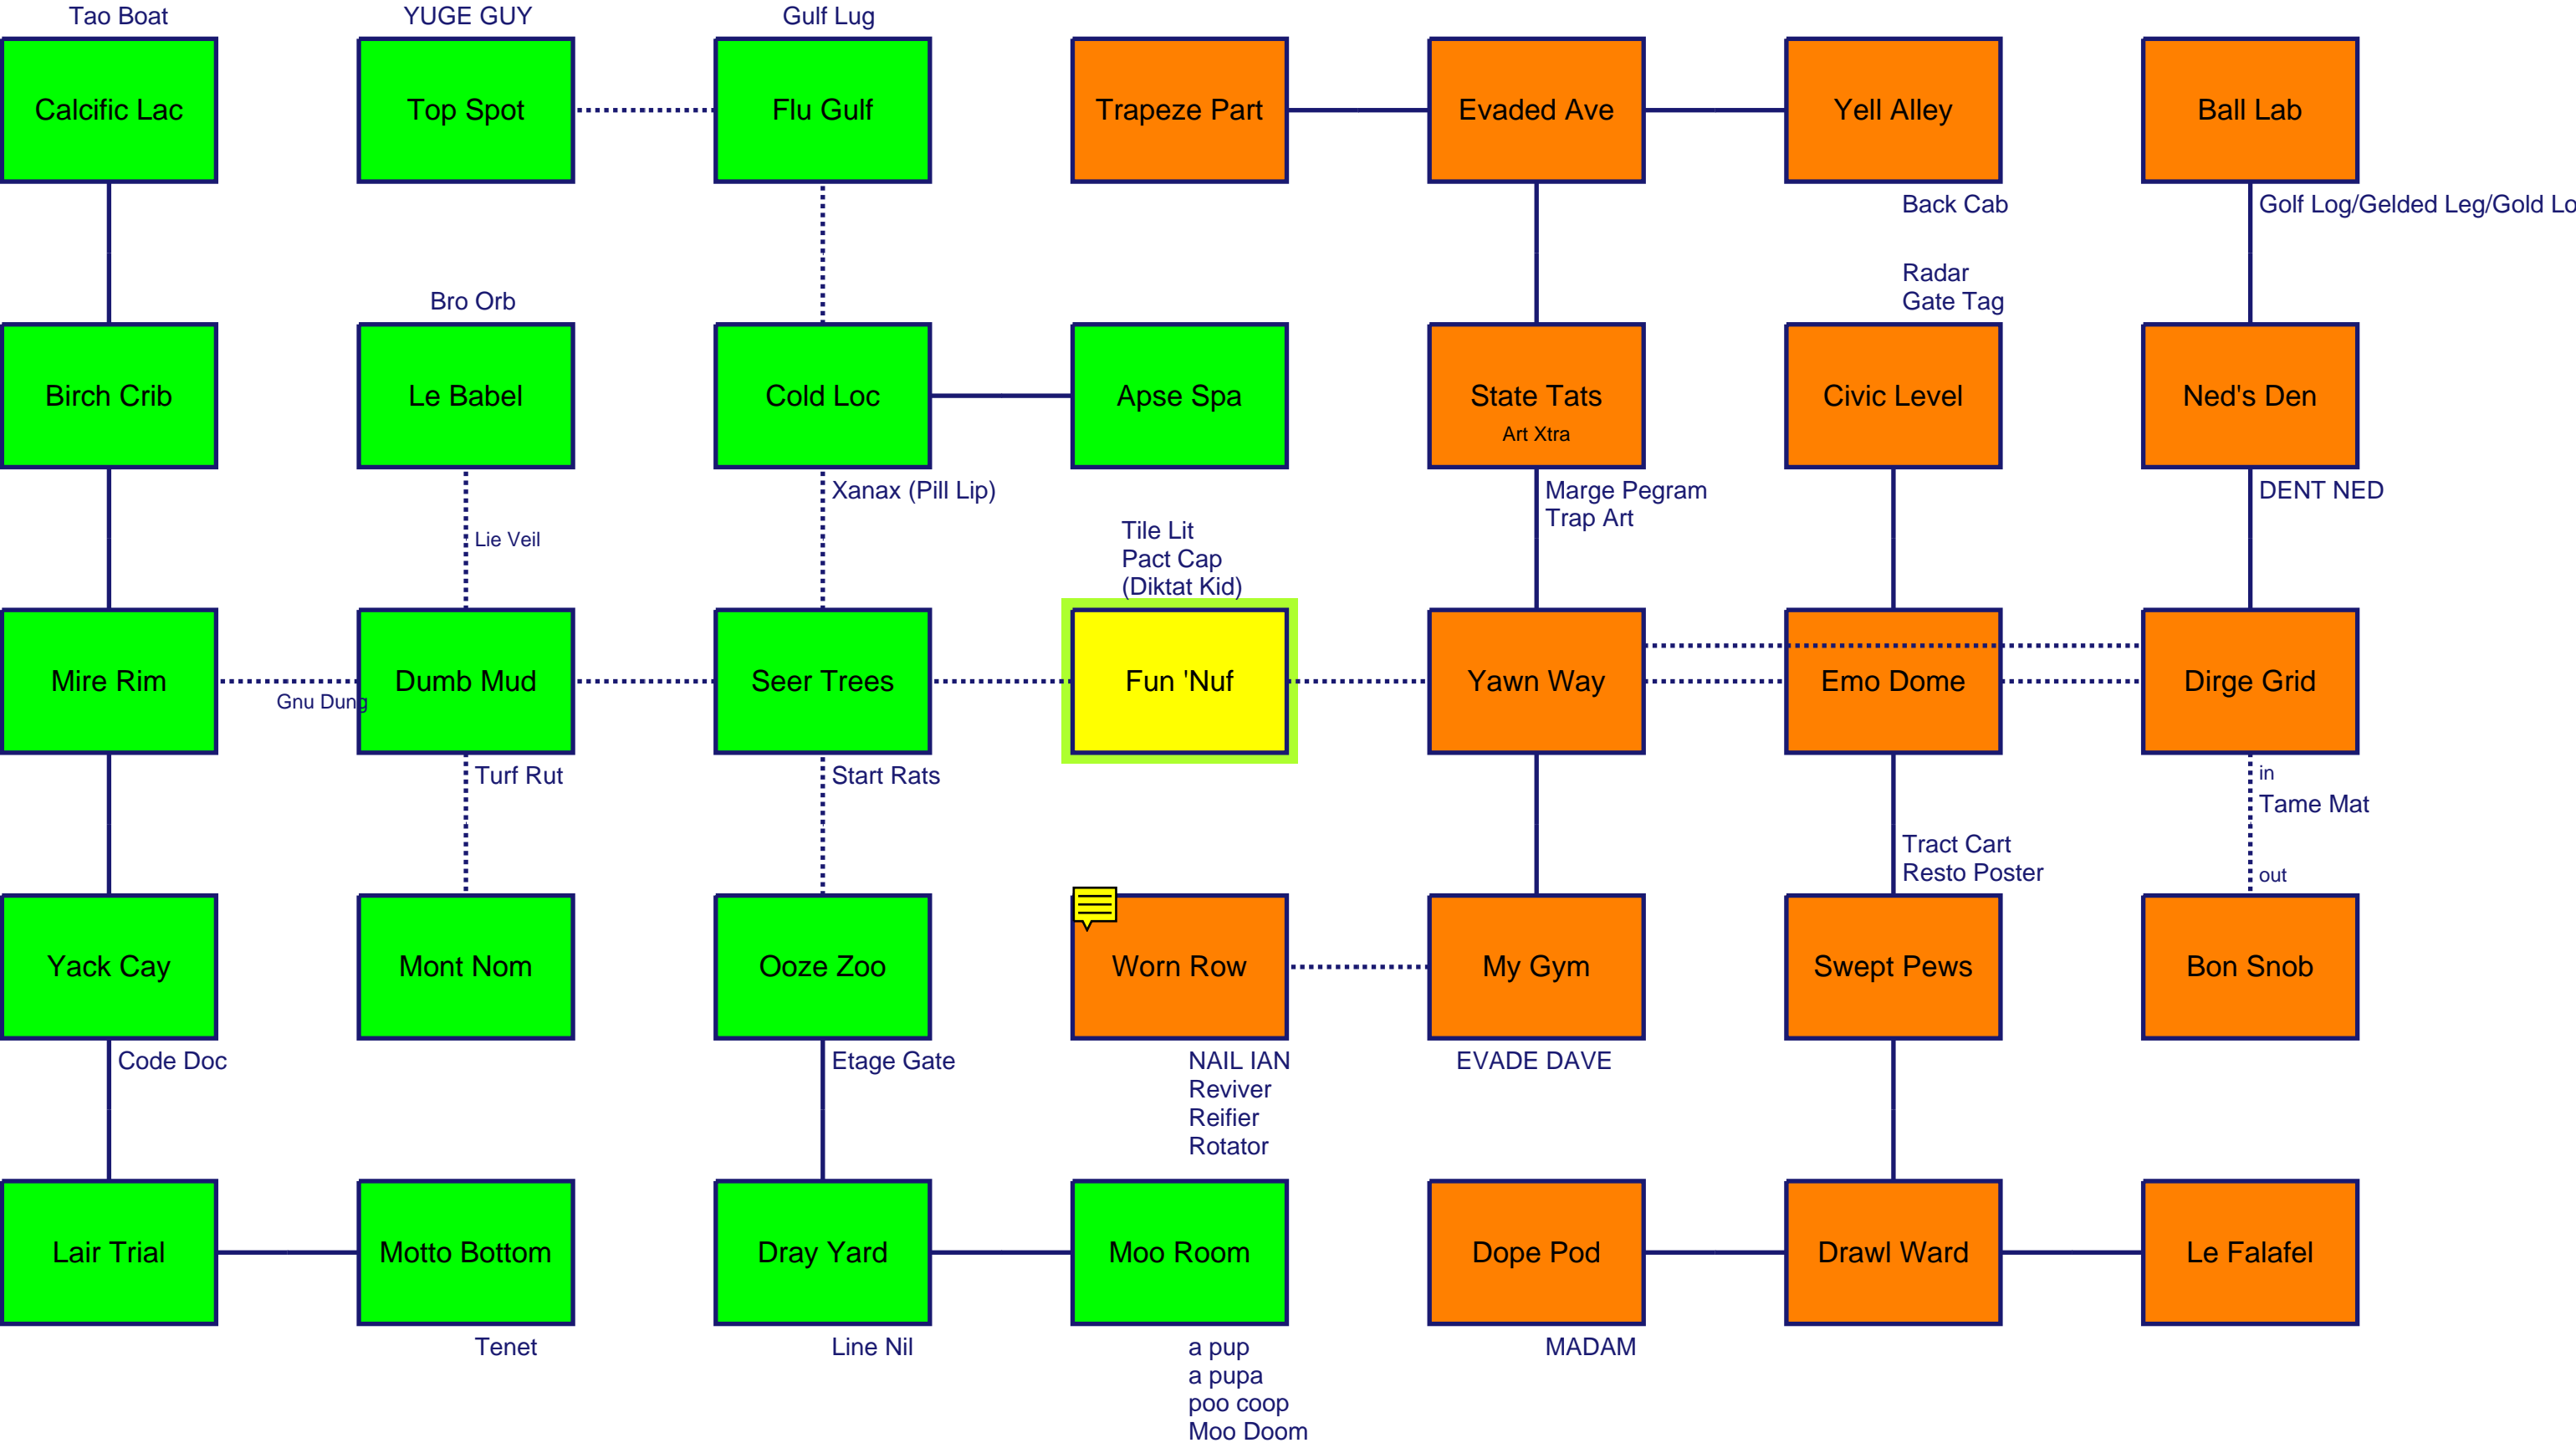 Tao Boat
YUGE GUY
Gulf Lug
Calcific Lac
Top Spot
Flu Gulf
Trapeze Part
Evaded Ave
Yell Alley
Ball Lab
Back Cab
Golf Log/Gelded Leg/Gold Lo
Radar
Gate Tag
Bro Orb
Birch Crib
Le Babel
Cold Loc
Apse Spa
State Tats
Art Xtra
Civic Level
Ned's Den
Xanax (Pill Lip)
Marge Pegram
Trap Art
DENT NED
Lie Veil
Tile Lit
Pact Cap
(Diktat Kid)
Mire Rim
Gnu Dung
Dumb Mud
Seer Trees
Fun 'Nuf
Yawn Way
Emo Dome
Dirge Grid
Turf Rut
Start Rats
in
Tame Mat
Tract Cart
Resto Poster
out
Yack Cay
Mont Nom
Ooze Zoo
Worn Row
My Gym
Swept Pews
Bon Snob
Code Doc
Etage Gate
NAIL IAN
Reviver
Reifier
Rotator
EVADE DAVE
Lair Trial
Motto Bottom
Dray Yard
Moo Room
Dope Pod
Drawl Ward
Le Falafel
Tenet
Line Nil
a pup
a pupa
poo coop
Moo Doom
MADAM